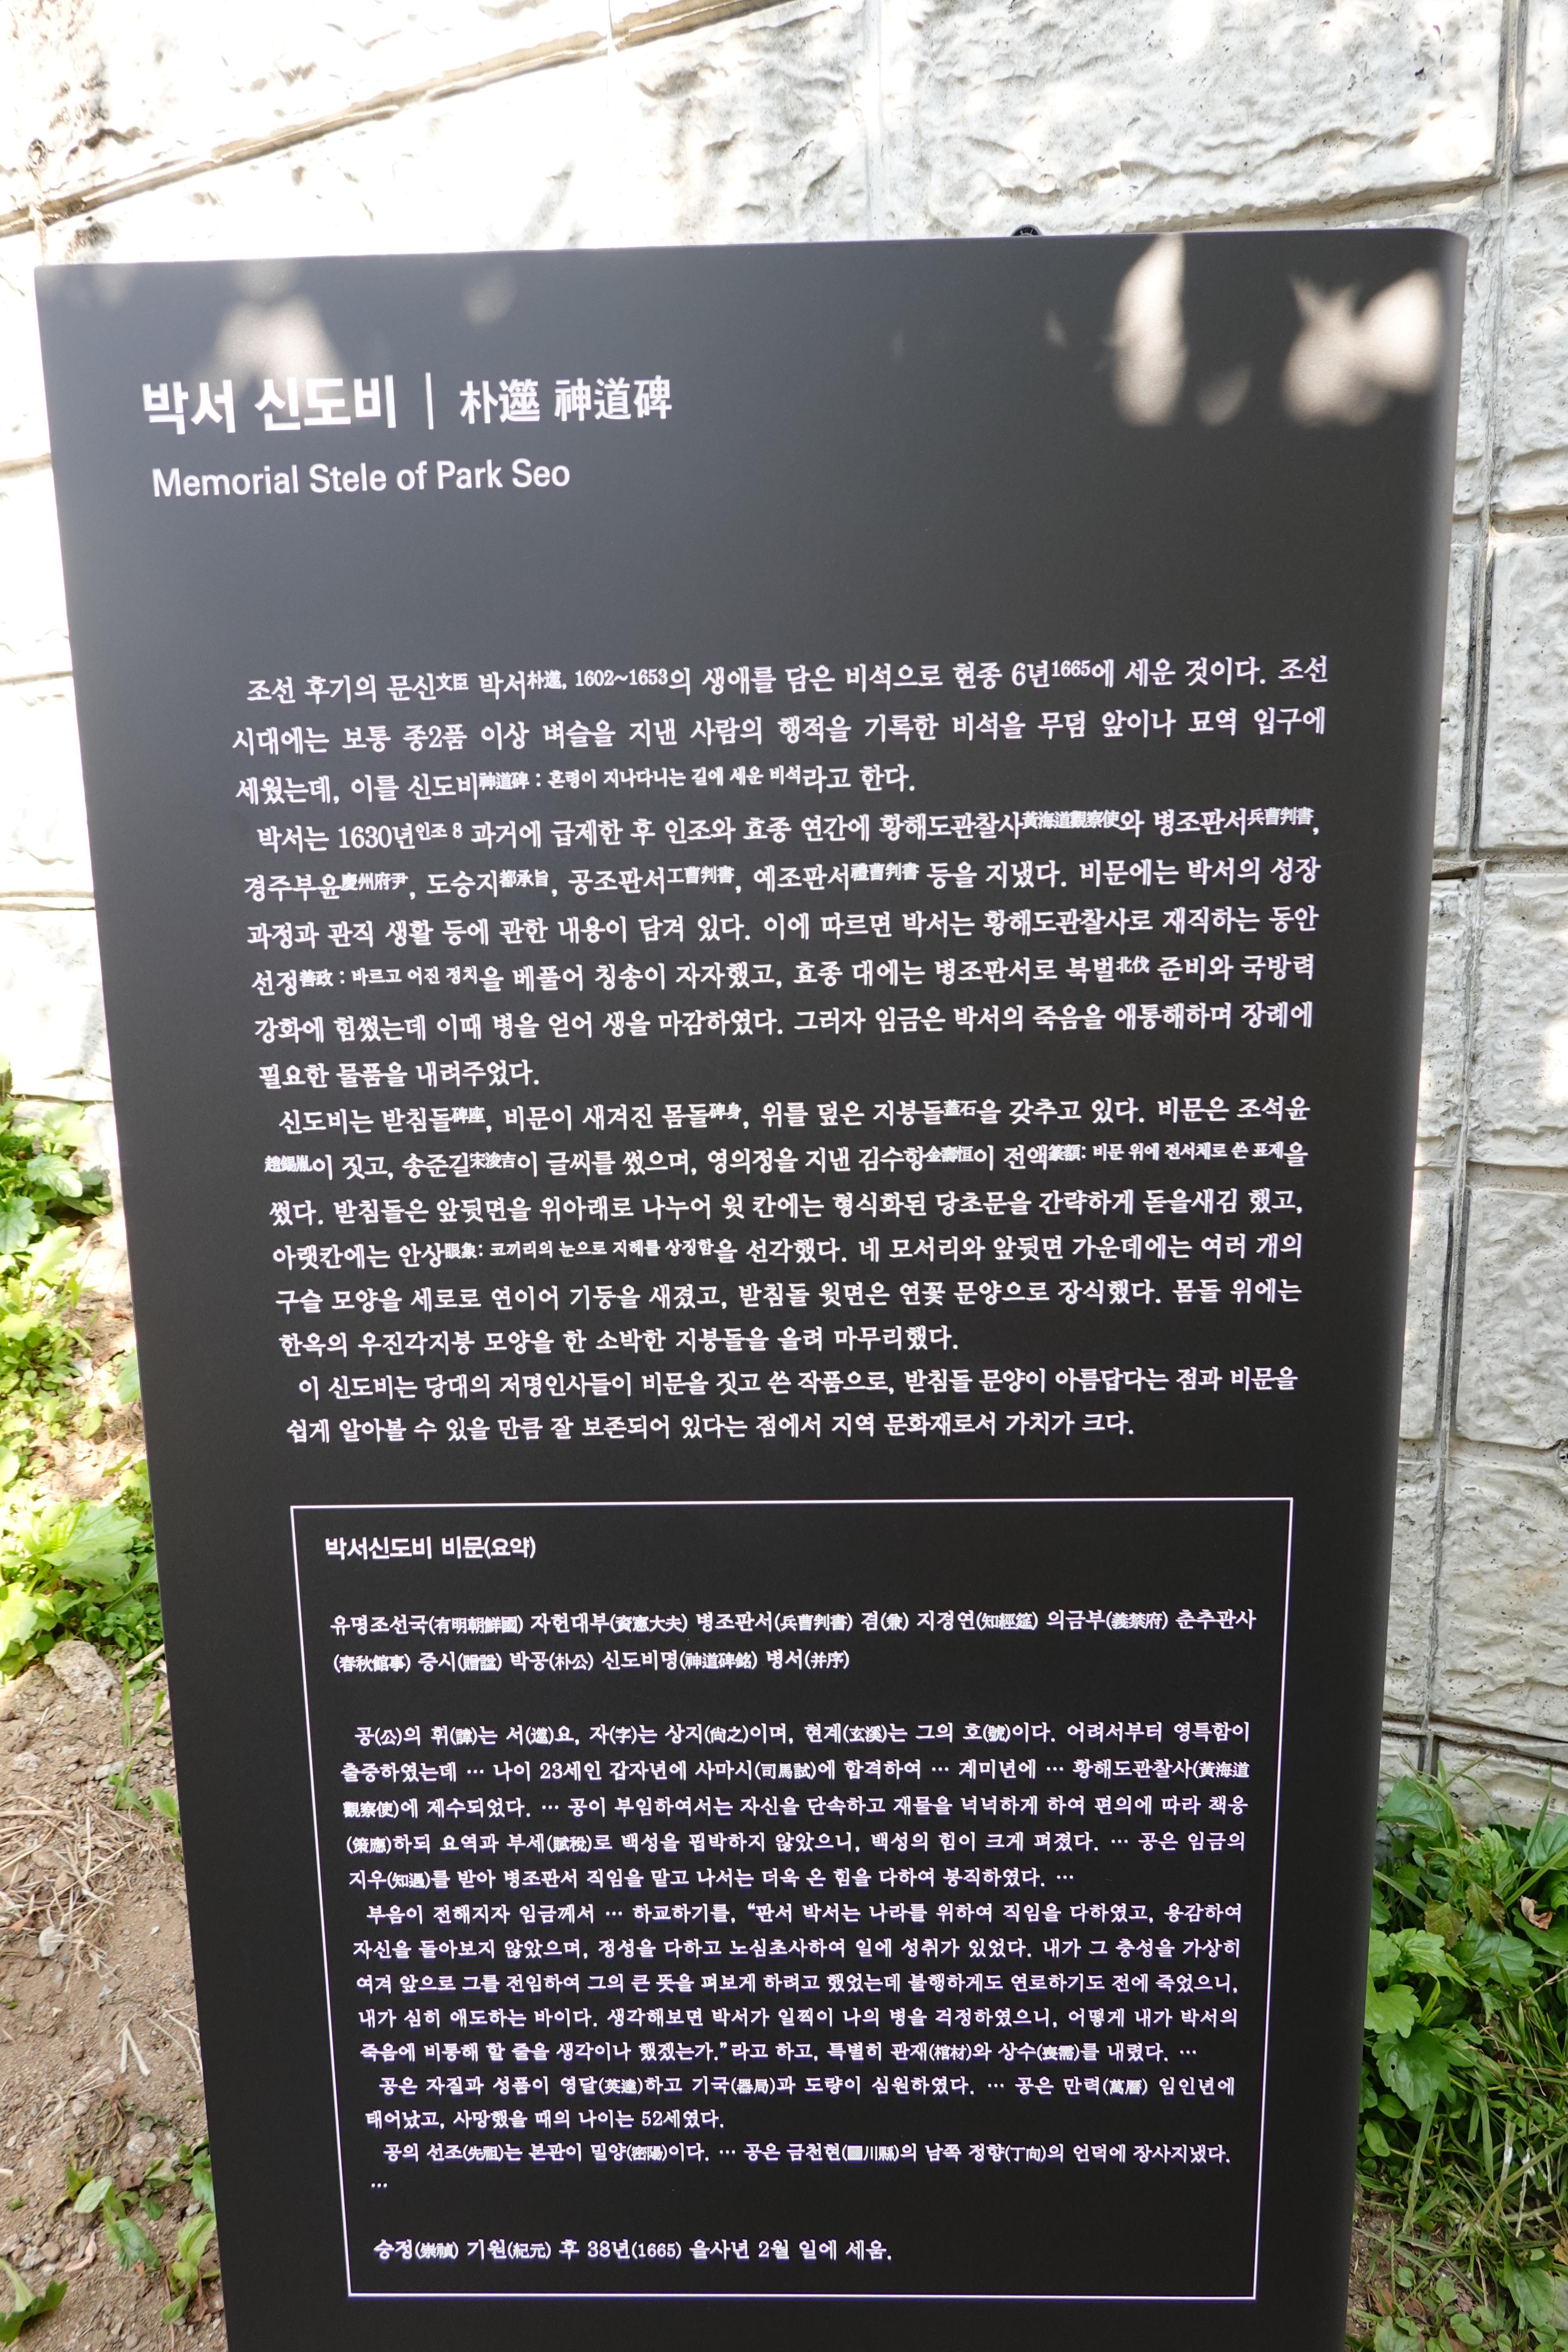 박서 신도비 | 朴遾 神道碑
Memorial Stele of Park Seo
조선 후기의 문신文臣 박서朴遾, 1602~1653의 생애를 담은 비석으로 현종 6년1665에 세운 것이다. 조선
시대에는 보통 종2품 이상 벼슬을 지낸 사람의 행적을 기록한 비석을 무덤 앞이나 묘역 입구에
세웠는데, 이를 신도비神道碑 : 혼령이 지나다니는 길에 세운 비석라고 한다.
박서는 1630년인조 8 과거에 급제한 후 인조와 효종 연간에 황해도관찰사黃海道觀察使와 병조판서兵曹判書,
경주부윤慶州府尹, 도승지都承旨, 공조판서工曹判書, 예조판서禮曹判書 등을 지냈다. 비문에는 박서의 성장
과정과 관직 생활 등에 관한 내용이 담겨 있다. 이에 따르면 박서는 황해도관찰사로 재직하는 동안
선정善政 : 바르고 어진 정치을 베풀어 칭송이 자자했고, 효종 대에는 병조판서로 북벌北伐 준비와 국방력
강화에 힘썼는데 이때 병을 얻어 생을 마감하였다. 그러자 임금은 박서의 죽음을 애통해하며 장례에
필요한 물품을 내려주었다.
신도비는 받침돌碑座, 비문이 새겨진 몸돌碑身, 위를 덮은 지붕돌蓋石을 갖추고 있다. 비문은 조석윤
趙錫胤이 짓고, 송준길宋浚吉이 글씨를 썼으며, 영의정을 지낸 김수항金壽恒이 전액篆額: 비문 위에 전서체로 쓴 표제을
썼다. 받침돌은 앞뒷면을 위아래로 나누어 윗 칸에는 형식화된 당초문을 간략하게 돋을새김 했고,
아랫칸에는 안상眼象: 코끼리의 눈으로 지혜를 상징함을 선각했다. 네 모서리와 앞뒷면 가운데에는 여러 개의
구슬 모양을 세로로 연이어 기둥을 새겼고, 받침돌 윗면은 연꽃 문양으로 장식했다. 몸돌 위에는
한옥의 우진각지붕 모양을 한 소박한 지붕돌을 올려 마무리했다.
이 신도비는 당대의 저명인사들이 비문을 짓고 쓴 작품으로, 받침돌 문양이 아름답다는 점과 비문을
쉽게 알아볼 수 있을 만큼 잘 보존되어 있다는 점에서 지역 문화재로서 가치가 크다.
박서신도비 비문(요약)
유명조선국(有明朝鮮國) 자헌대부(資憲大夫) 병조판서(兵曹判書) 겸(兼) 지경연(知經筵) 의금부(義禁府) 춘추관사
(春秋館事) 증시(贈諡) 박공(朴公) 신도비명(神道碑銘) 병서(并序)
공(公)의 휘(諱)는 서(遾)요, 자(字)는 상지(尙之)이며, 현계(玄溪)는 그의 호(號)이다. 어려서부터 영특함이
출중하였는데 … 나이 23세인 갑자년에 사마시(司馬試)에 합격하여 … 계미년에 … 황해도관찰사(黃海道
觀察使)에 제수되었다. … 공이 부임하여서는 자신을 단속하고 재물을 넉넉하게 하여 편의에 따라 책응
(策應)하되 요역과 부세(賦稅)로 백성을 핍박하지 않았으니, 백성의 힘이 크게 펴졌다. … 공은 임금의
지우(知遇)를 받아 병조판서 직임을 맡고 나서는 더욱 온 힘을 다하여 봉직하였다. …
부음이 전해지자 임금께서 … 하교하기를, “판서 박서는 나라를 위하여 직임을 다하였고, 용감하여
자신을 돌아보지 않았으며, 정성을 다하고 노심초사하여 일에 성취가 있었다. 내가 그 충성을 가상히
여겨 앞으로 그를 전임하여 그의 큰 뜻을 펴보게 하려고 했었는데 불행하게도 연로하기도 전에 죽었으니,
내가 심히 애도하는 바이다. 생각해보면 박서가 일찍이 나의 병을 걱정하였으니, 어떻게 내가 박서의
죽음에 비통해 할 줄을 생각이나 했겠는가.”라고 하고, 특별히 관재(棺材)와 상수(喪需)를 내렸다. …
공은 자질과 성품이 영달(英達)하고 기국(器局)과 도량이 심원하였다. … 공은 만력(萬曆) 임인년에
태어났고, 사망했을 때의 나이는 52세였다.
공의 선조(先祖)는 본관이 밀양(密陽)이다. … 공은 금천현(川縣)의 남쪽 정향(丁向)의 언덕에 장사지냈다.
…
숭정(崇禎) 기원(紀元) 후 38년(1665) 을사년 2월 일에 세움.